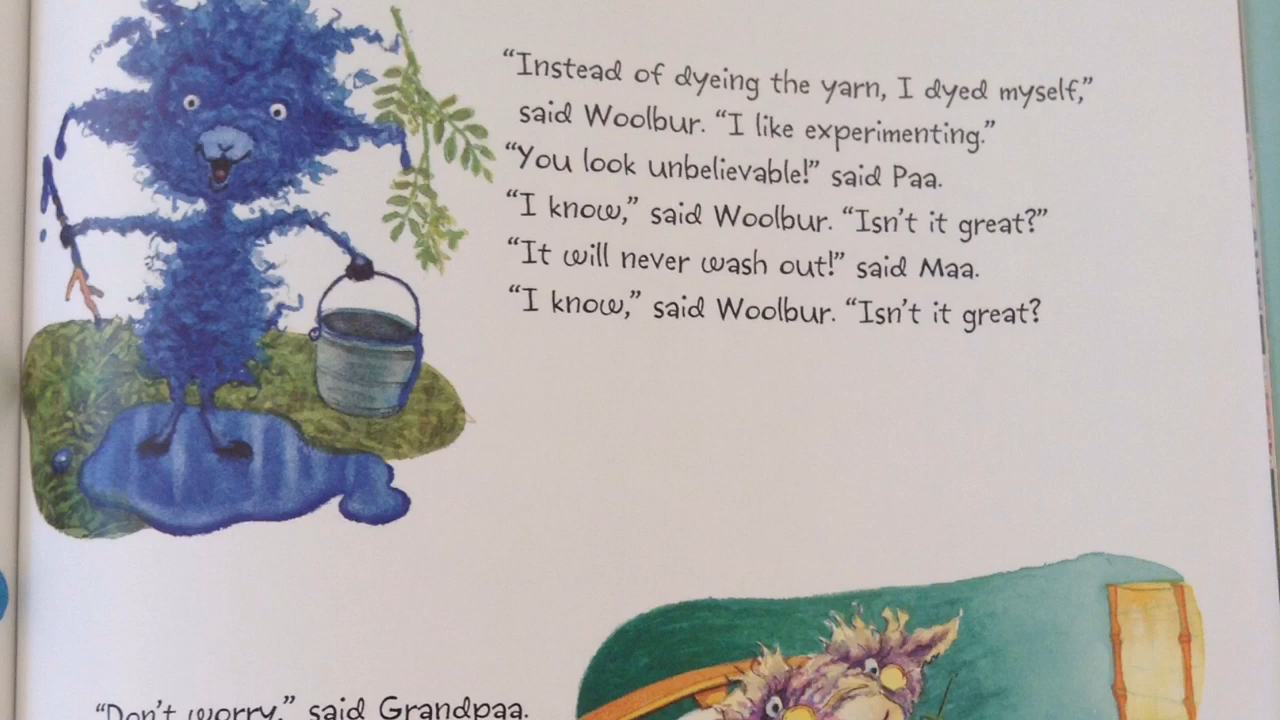 “Instead of dyeing the yarn, I dyed myself,”
said Woolbur. “I like experimenting.”
“You look unbelievable!” said Paa.
“I know,” said Woolbur. “Isn’t it great?”
“It will never wash out!” said Maa.
“I know,” said Woolbur. “Isn’t it great?
“Don’t worry,” said Grandpaa.